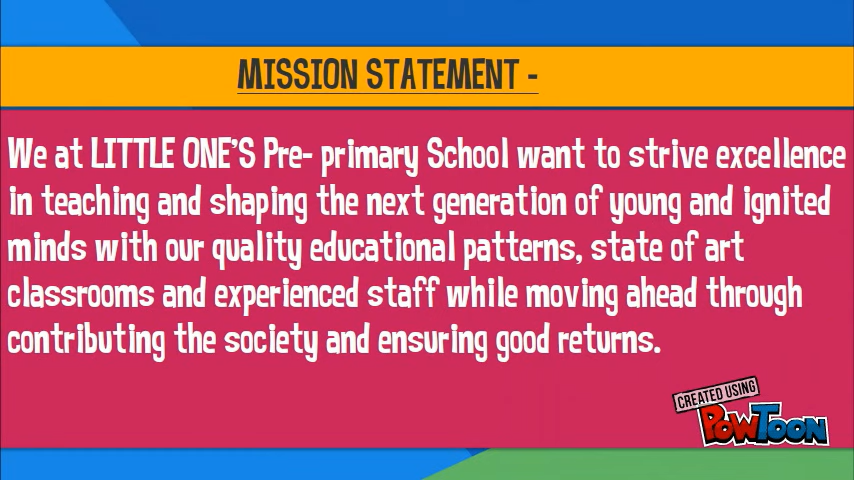 MISSION STATEMENT -
We at LITTLE ONE'S Pre- primary School want to strive excellence
in teaching and shaping the next generation of young and ignited
minds with our quality educational patterns, state of art
classrooms and experienced staff while moving ahead through
contributing the society and ensuring good returns.
CREATED USING
POWTOON